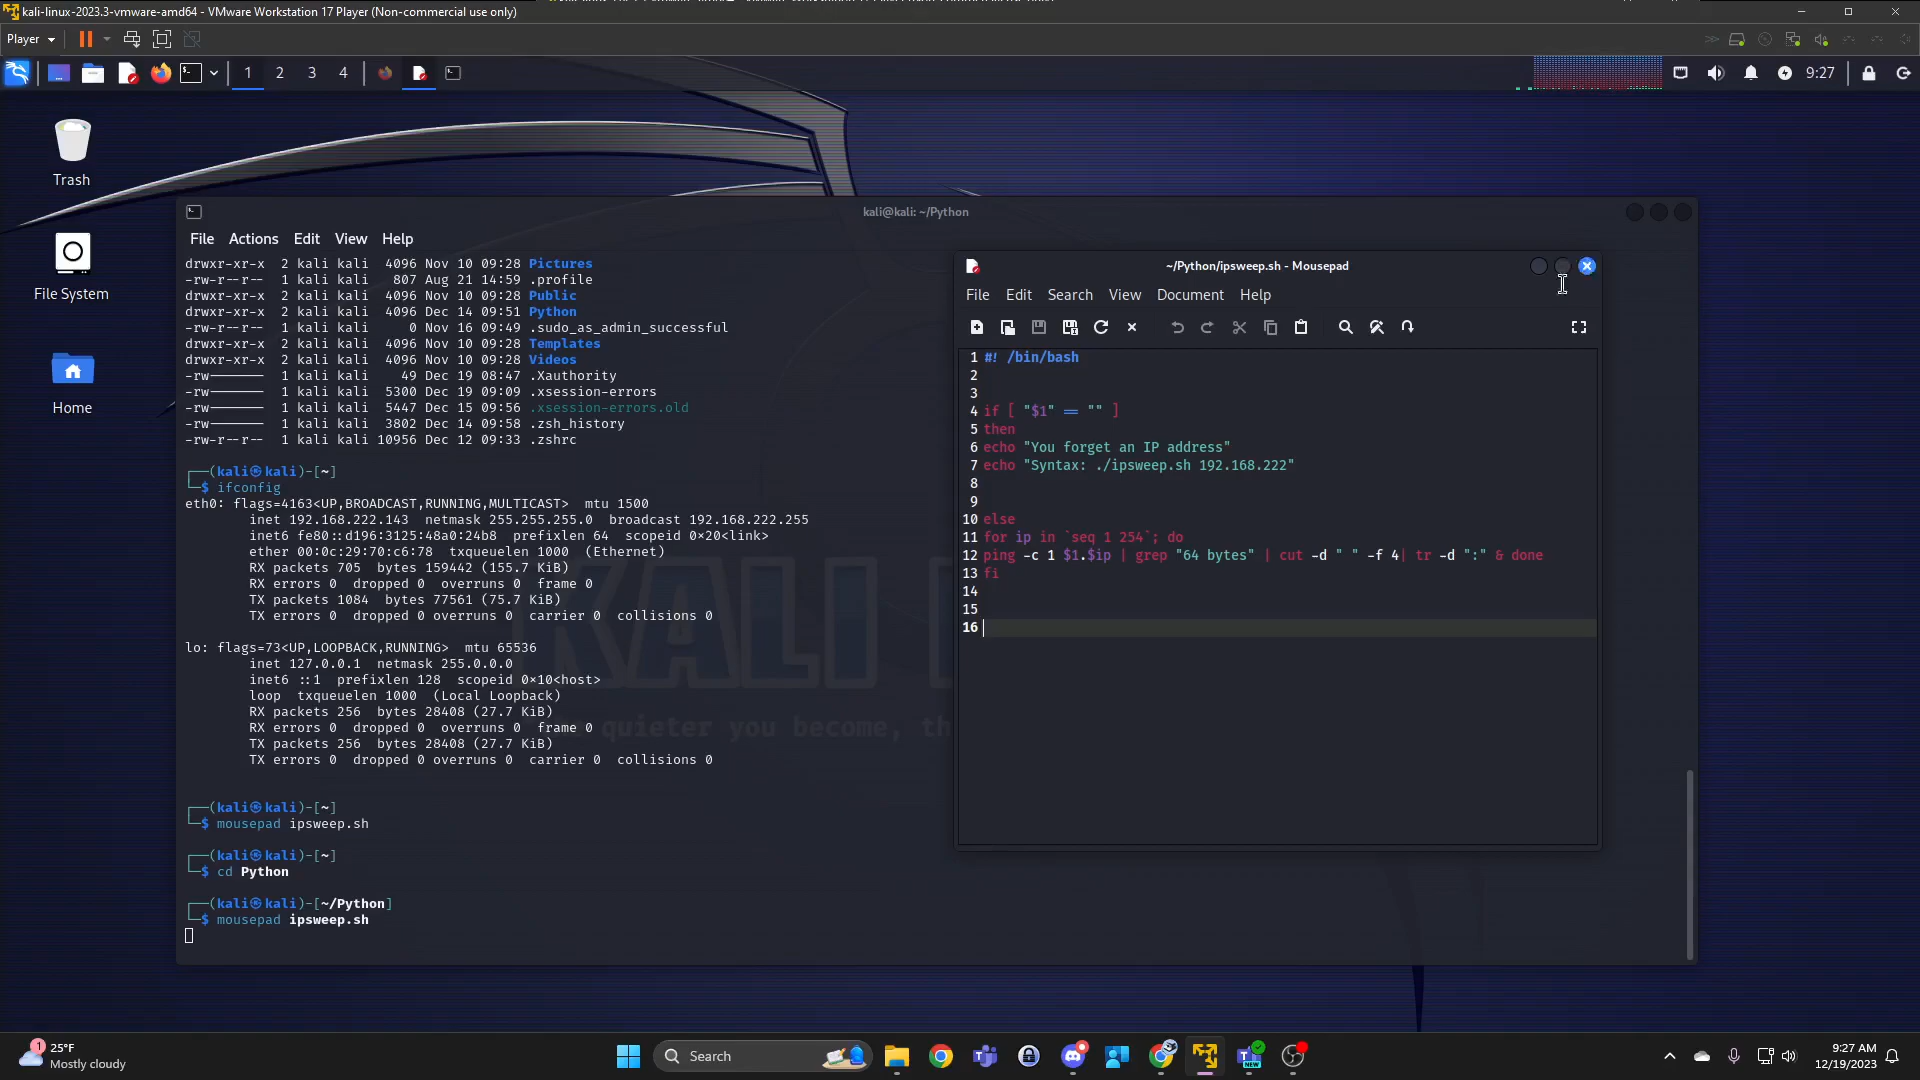 kali-linux-2023.3-vmware-amd64 - VMware Workstation 17 Player (Non-commercial use only)
Player
1 2 3 4
9:27
Trash
File System
Home
kali@kali: ~/Python
File Actions Edit View Help
drwxr-xr-x 2 kali kali 4096 Nov 10 09:28 Pictures
-rw-r--r-- 1 kali kali 807 Aug 21 14:59 .profile
drwxr-xr-x 2 kali kali 4096 Nov 10 09:28 Public
drwxr-xr-x 2 kali kali 4096 Dec 14 09:51 Python
-rw-r--r-- 1 kali kali 0 Nov 16 09:49 .sudo_as_admin_successful
drwxr-xr-x 2 kali kali 4096 Nov 10 09:28 Templates
drwxr-xr-x 2 kali kali 4096 Nov 10 09:28 Videos
-rw------- 1 kali kali 49 Dec 19 08:47 .Xauthority
-rw------- 1 kali kali 5300 Dec 19 09:09 .xsession-errors
-rw------- 1 kali kali 5447 Dec 15 09:56 .xsession-errors.old
-rw------- 1 kali kali 3802 Dec 14 09:58 .zsh_history
-rw-r--r-- 1 kali kali 10956 Dec 12 09:33 .zshrc
┌──(kali㉿kali)-[~]
└─$ ifconfig
eth0: flags=4163<UP,BROADCAST,RUNNING,MULTICAST> mtu 1500
inet 192.168.222.143 netmask 255.255.255.0 broadcast 192.168.222.255
inet6 fe80::d196:3125:48a0:24b8 prefixlen 64 scopeid 0×20<link>
ether 00:0c:29:70:c6:78 txqueuelen 1000 (Ethernet)
RX packets 705 bytes 159442 (155.7 KiB)
RX errors 0 dropped 0 overruns 0 frame 0
TX packets 1084 bytes 77561 (75.7 KiB)
TX errors 0 dropped 0 overruns 0 carrier 0 collisions 0
lo: flags=73<UP,LOOPBACK,RUNNING> mtu 65536
inet 127.0.0.1 netmask 255.0.0.0
inet6 ::1 prefixlen 128 scopeid 0×10<host>
loop txqueuelen 1000 (Local Loopback)
RX packets 256 bytes 28408 (27.7 KiB)
RX errors 0 dropped 0 overruns 0 frame 0
TX packets 256 bytes 28408 (27.7 KiB)
TX errors 0 dropped 0 overruns 0 carrier 0 collisions 0
┌──(kali㉿kali)-[~]
└─$ mousepad ipsweep.sh
┌──(kali㉿kali)-[~]
└─$ cd Python
┌──(kali㉿kali)-[~/Python]
└─$ mousepad ipsweep.sh
KALI
quieter you become, th
~/Python/ipsweep.sh - Mousepad
File Edit Search View Document Help
1 #! /bin/bash
2
3
4 if [ "$1" == "" ]
5 then
6 echo "You forget an IP address"
7 echo "Syntax: ./ipsweep.sh 192.168.222"
8
9
10 else
11 for ip in `seq 1 254`; do
12 ping -c 1 $1.$ip | grep "64 bytes" | cut -d " " -f 4| tr -d ":" & done
13 fi
14
15
16
1
25°F
Mostly cloudy
Search
NEW
9:27 AM
12/19/2023